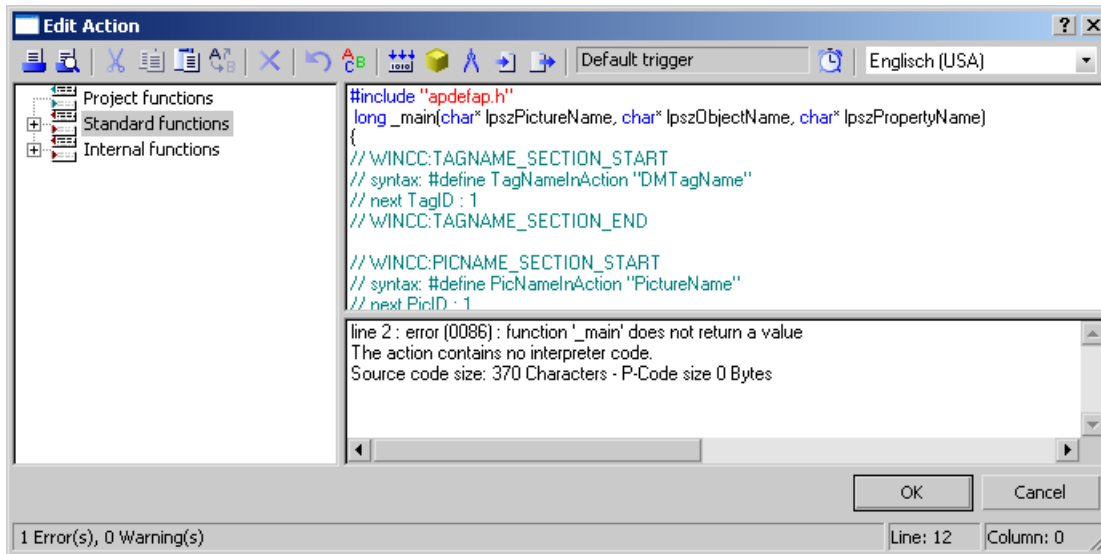 Edit Action
Default trigger
Englisch (USA)
Project functions
Standard functions
Internal functions
#include "apdefap.h"
long _main(char* lpszPictureName, char* lpszObjectName, char* lpszPropertyName)
{
// WINCC:TAGNAME_SECTION_START
// syntax: #define TagNameInAction "DMTagName"
// next TagID : 1
// WINCC:TAGNAME_SECTION_END
// WINCC:PICNAME_SECTION_START
// syntax: #define PicNameInAction "PictureName"
// next PicID : 1
line 2 : error (0086) : function '_main' does not return a value
The action contains no interpreter code.
Source code size: 370 Characters - P-Code size 0 Bytes
OK
Cancel
1 Error(s), 0 Warning(s)
Line: 12
Column: 0